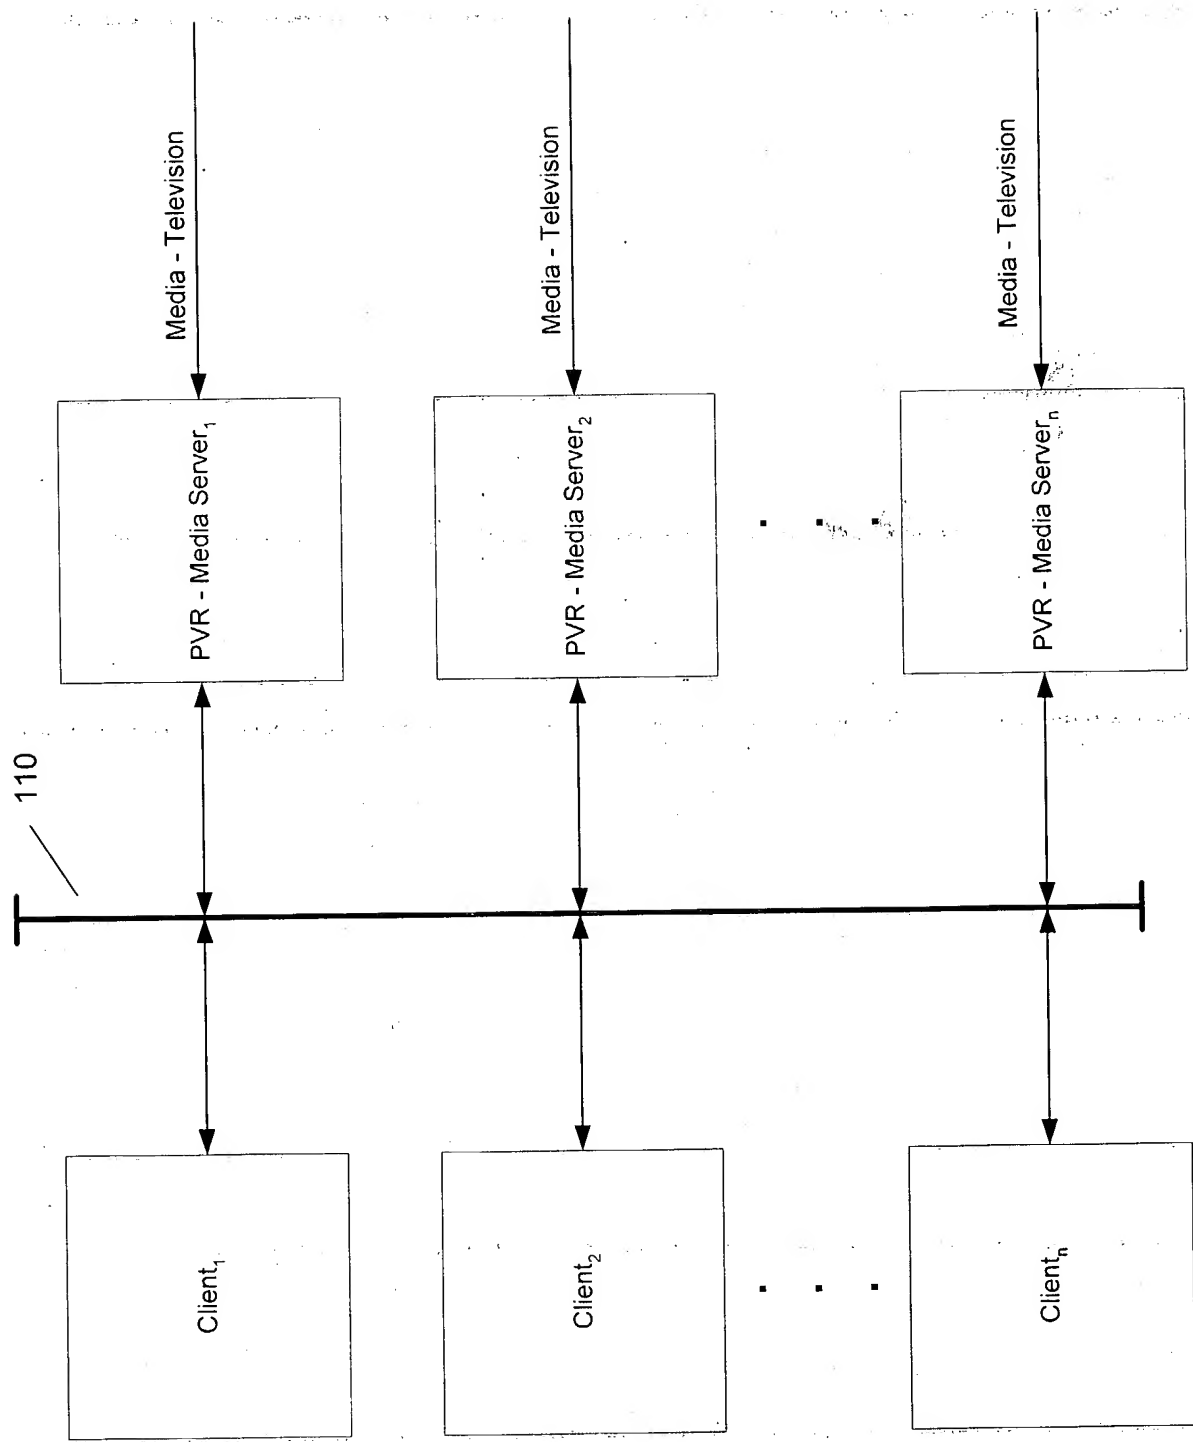 110
Client₁
PVR - Media Server₁
Media - Television
Client₂
PVR - Media Server₂
Media - Television
Clientₙ
PVR - Media Serverₙ
Media - Television